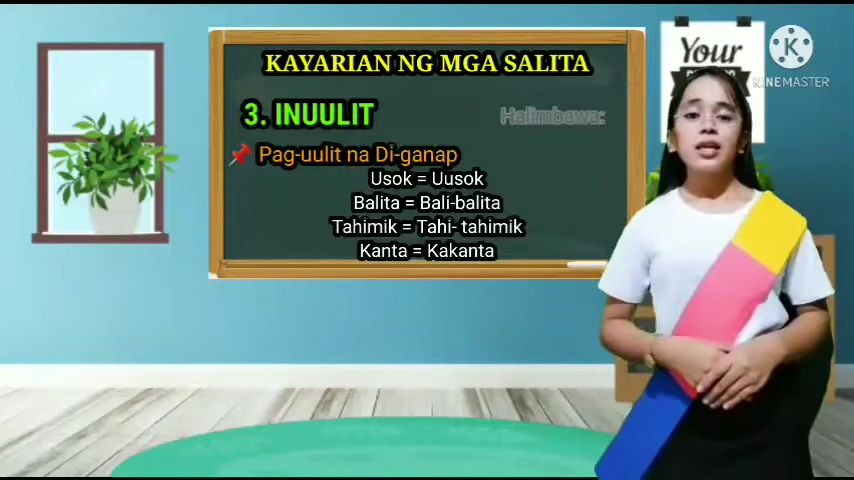 KAYARIAN NG MGA SALITA
3. INUULIT
Halimbawa:
Pag-uulit na Di-ganap
Usok = Uusok
Balita = Bali-balita
Tahimik = Tahi- tahimik
Kanta = Kakanta
Your
KINEMASTER